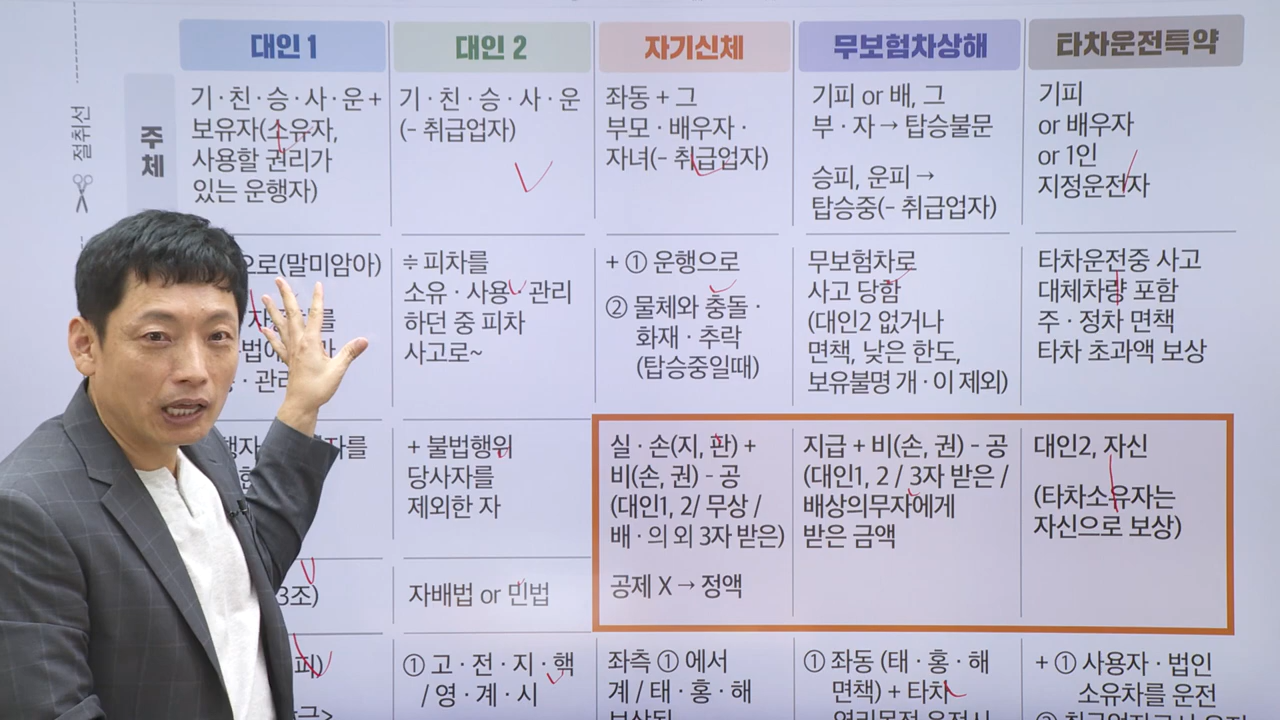 대인 1
대인 2
자기신체
무보험차상해
타차운전특약
절취선
주체
기·친·승·사·운+
보유자(소유자,
사용할 권리가
있는 운행자)
기·친·승·사·운
(- 취급업자)
좌동 + 그
부모·배우자·
자녀(- 취급업자)
기피 or 배, 그
부·자→탑승불문
승피, 운피→
탑승중(- 취급업자)
기피
or 배우자
or 1인
지정운전자
으로(말미암아)
·관리
÷피차를
소유·사용·관리
하던 중 피차
사고로~
+ ① 운행으로
② 물체와 충돌·
화재·추락
(탑승중일때)
무보험차로
사고 당함
(대인2 없거나
면책, 낮은 한도,
보유불명 개·이 제외)
타차운전중 사고
대체차량 포함
주·정차 면책
타차 초과액 보상
+ 불법행위
당사자를
제외한 자
실·손(지, 판) +
비(손, 권) - 공
(대인1, 2/ 무상 /
배·의 외 3자 받은)
공제 X → 정액
지급 + 비(손, 권) - 공
(대인1, 2 / 3자 받은 /
배상의무자에게
받은 금액
대인2, 자신
(타차소유자는
자신으로 보상)
3조)
자배법 or 민법
피)
① 고·전·지·핵
/ 영·계·시
좌측 ① 에서
계 / 태·홍·해
① 좌동 (태·홍·해
면책) + 타차
+ ① 사용자·법인
소유차를 운전